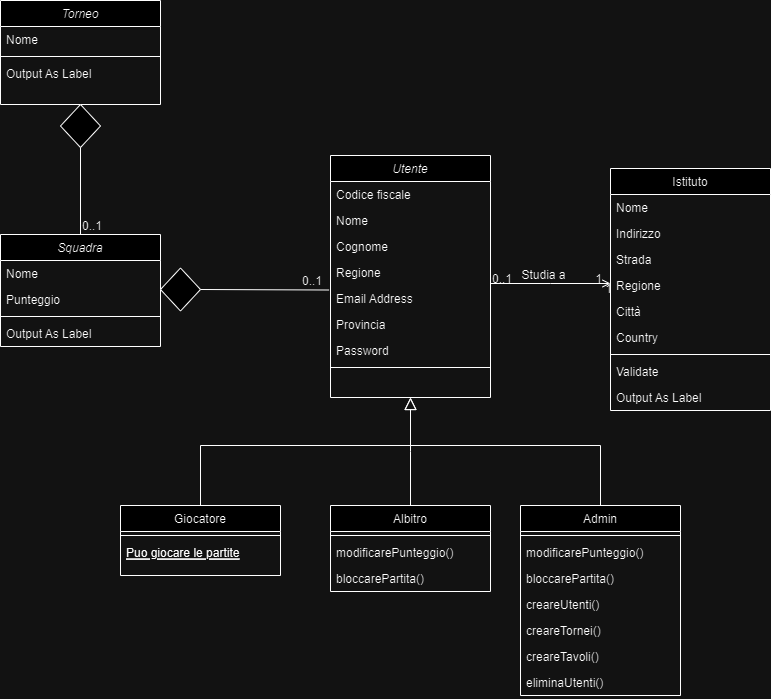 Torneo
Nome
Output As Label
0..1
Squadra
Nome
Punteggio
Output As Label
0..1
Utente
Codice fiscale
Nome
Cognome
Regione
Email Address
Provincia
Password
0..1
Studia a
1
Istituto
Nome
Indirizzo
Strada
Regione
Città
Country
Validate
Output As Label
Giocatore
Puo giocare le partite
Albitro
modificarePunteggio()
bloccarePartita()
Admin
modificarePunteggio()
bloccarePartita()
creareUtenti()
creareTornei()
creareTavoli()
eliminaUtenti()